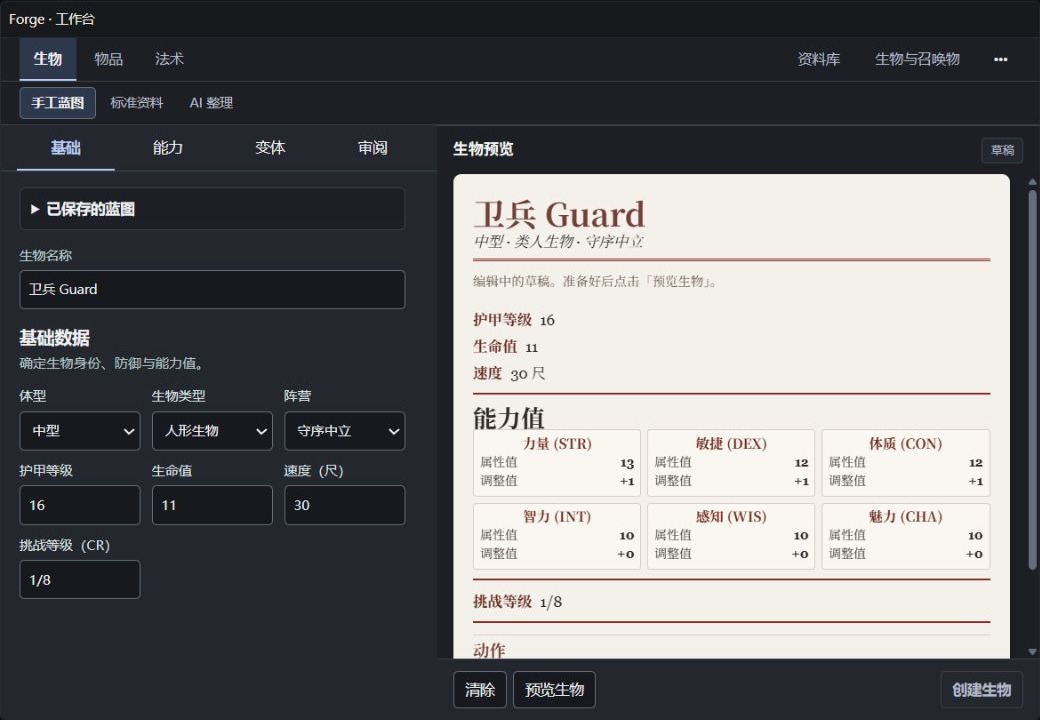 Forge · 工作台
生物 物品 法术 资料库 生物与召唤物 •••
手工蓝图 标准资料 AI 整理
基础 能力 变体 审阅
▶ 已保存的蓝图
生物名称
卫兵 Guard
基础数据
确定生物身份、防御与能力值。
体型 生物类型 阵营
中型 人形生物 守序中立
护甲等级 生命值 速度（尺）
16 11 30
挑战等级（CR）
1/8
生物预览 草稿
卫兵 Guard
中型 · 类人生物 · 守序中立
编辑中的草稿。准备好后点击「预览生物」。
护甲等级 16
生命值 11
速度 30 尺
能力值
力量 (STR) 敏捷 (DEX) 体质 (CON)
属性值 13 属性值 12 属性值 12
调整值 +1 调整值 +1 调整值 +1
智力 (INT) 感知 (WIS) 魅力 (CHA)
属性值 10 属性值 10 属性值 10
调整值 +0 调整值 +0 调整值 +0
挑战等级 1/8
动作
清除 预览生物 创建生物